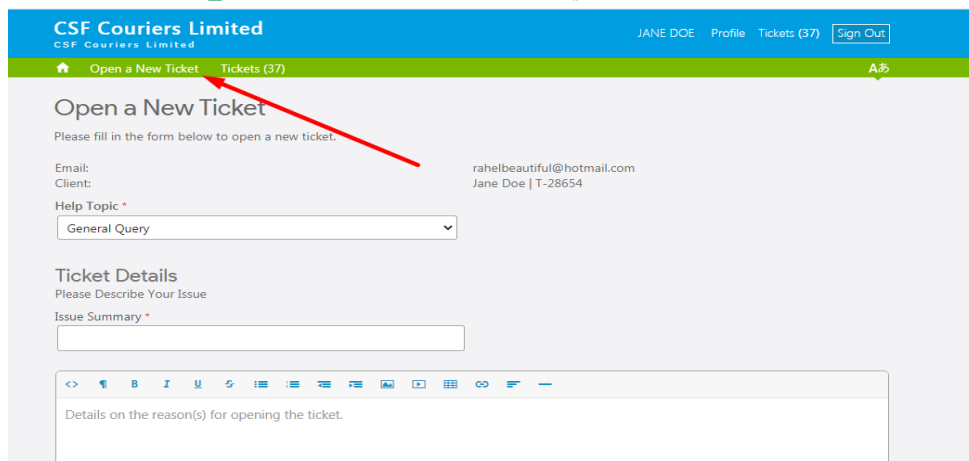 CSF Couriers Limited
CSF Couriers Limited
JANE DOE Profile Tickets (37) Sign Out
Open a New Ticket Tickets (37)
Aあ
Open a New Ticket
Please fill in the form below to open a new ticket.
Email: rahelbeautiful@hotmail.com
Client: Jane Doe | T-28654
Help Topic *
General Query
Ticket Details
Please Describe Your Issue
Issue Summary *
<> ¶ B I U S
Details on the reason(s) for opening the ticket.